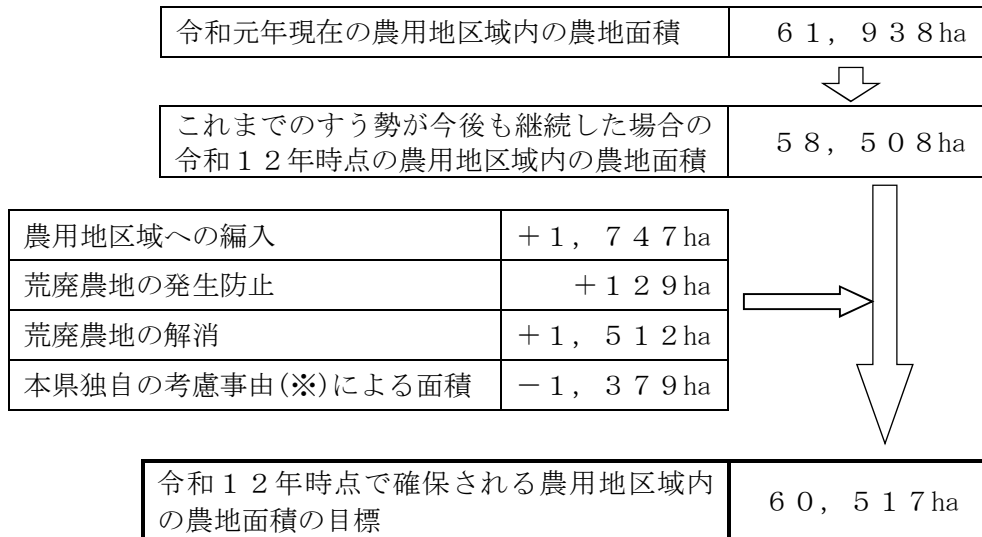 令和元年現在の農用地区域内の農地面積 ６１，９３８ha
これまでのすう勢が今後も継続した場合の
令和１２年時点の農用地区域内の農地面積
５８，５０８ha
農用地区域への編入 ＋１，７４７ha
荒廃農地の発生防止 ＋１２９ha
荒廃農地の解消 ＋１，５１２ha
本県独自の考慮事由(※)による面積 －１，３７９ha
令和１２年時点で確保される農用地区域内
の農地面積の目標
６０，５１７ha